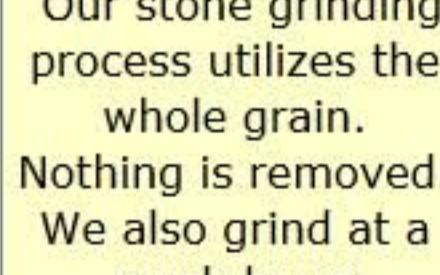 Our stone grinding
process utilizes the
whole grain.
Nothing is removed
We also grind at a